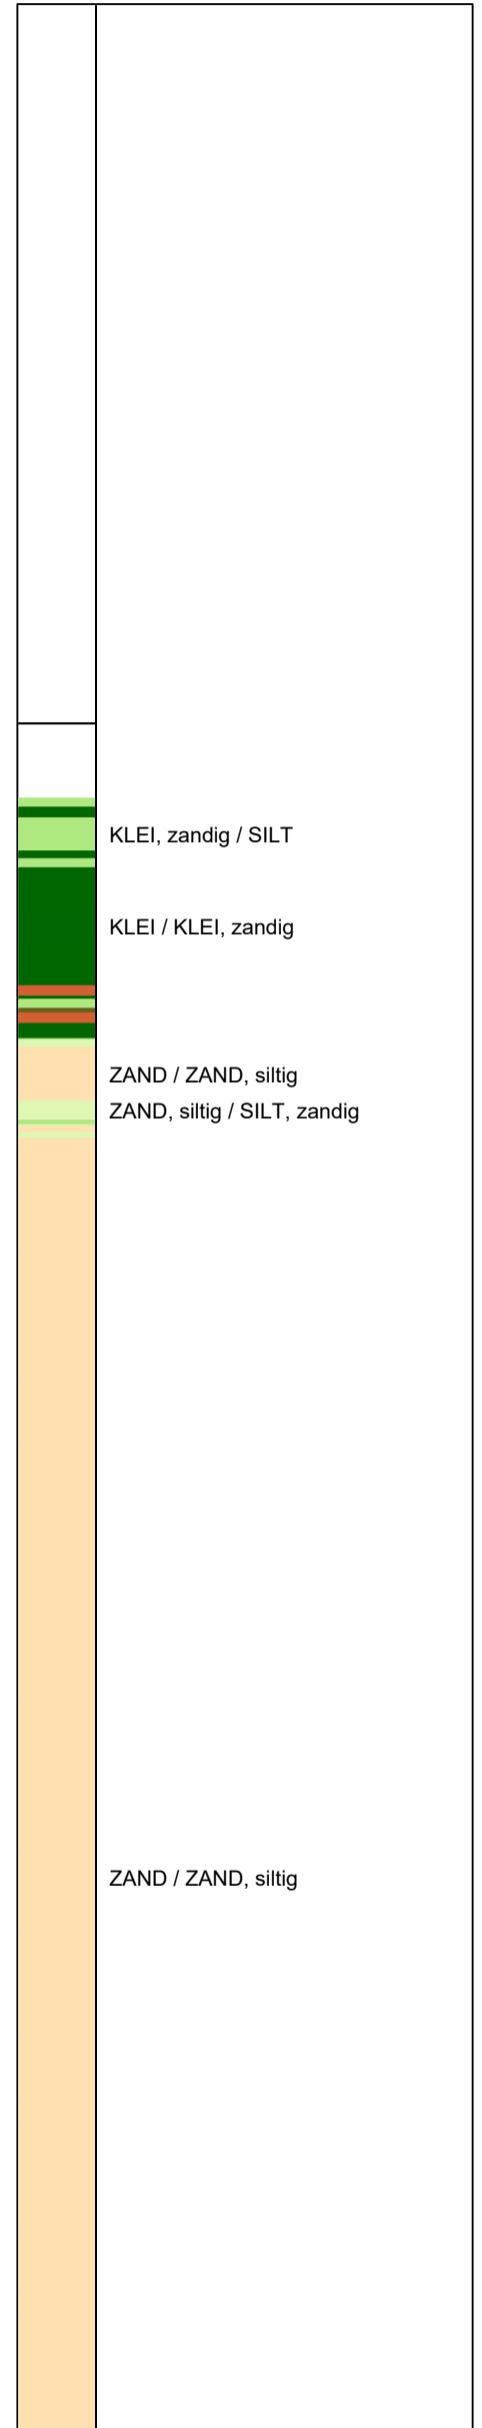 KLEI, zandig / SILT
KLEI / KLEI, zandig
ZAND / ZAND, siltig
ZAND, siltig / SILT, zandig
ZAND / ZAND, siltig